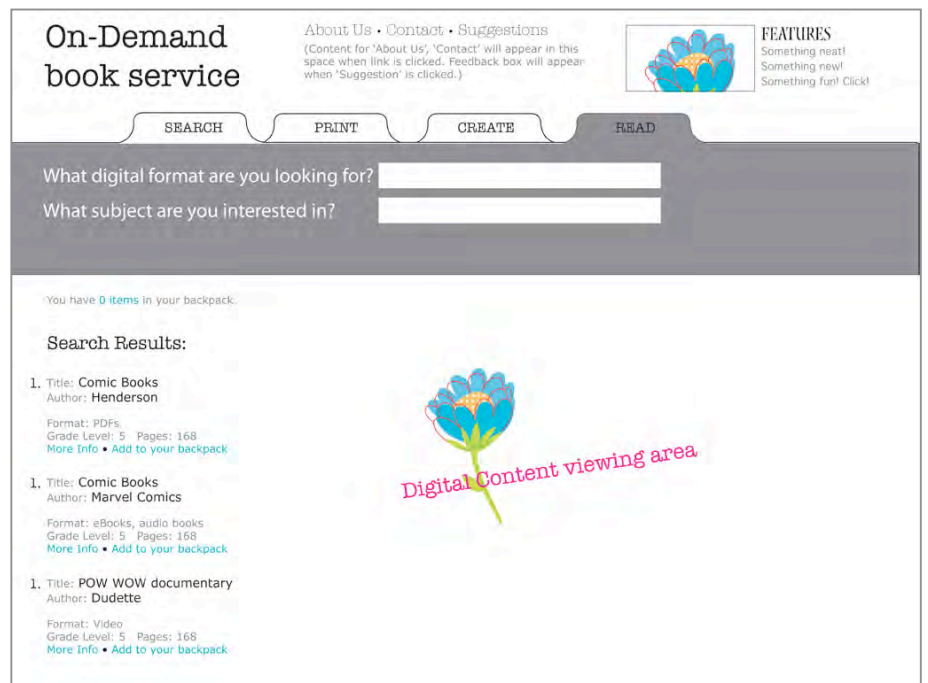 On-Demand
book service
About Us • Contact • Suggestions
(Content for 'About Us', 'Contact' will appear in this
space when link is clicked. Feedback box will appear
when 'Suggestion' is clicked.)
FEATURES
Something neat!
Something new!
Something fun! Click!
SEARCH
PRINT
CREATE
READ
What digital format are you looking for?
What subject are you interested in?
You have 0 items in your backpack.
Search Results:
1. Title: Comic Books
Author: Henderson
Format: PDFs
Grade Level: 5 Pages: 168
More Info • Add to your backpack
1. Title: Comic Books
Author: Marvel Comics
Format: eBooks, audio books
Grade Level: 5 Pages: 168
More Info • Add to your backpack
1. Title: POW WOW documentary
Author: Dudette
Format: Video
Grade Level: 5 Pages: 168
More Info • Add to your backpack
Digital Content viewing area